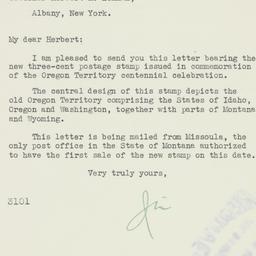 Albany, New York.
My dear Herbert:
I am pleased to send you this letter bearing the
new three-cent postage stamp issued in commemoration
of the Oregon Territory centennial celebration.
The central design of this stamp depicts the
old Oregon Territory comprising the States of Idaho,
Oregon and Washington, together with parts of Montana
and Wyoming.
This letter is being mailed from Missoula, the
only post office in the State of Montana authorized
to have the first sale of the new stamp on this date.
Very truly yours,
3101
Jim